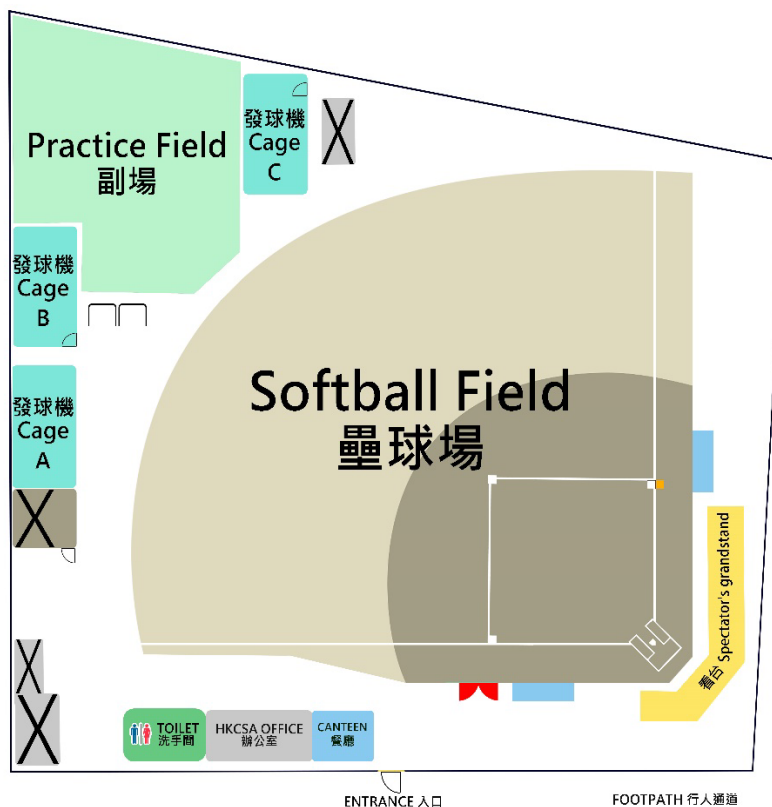 Practice Field
副場
發球機
Cage
C
發球機
Cage
B
發球機
Cage
A
Softball Field
壘球場
看台 Spectator's grandstand
TOILET
洗手間
HKCSA OFFICE
辦公室
CANTEEN
餐廳
ENTRANCE 入口
FOOTPATH 行人通道